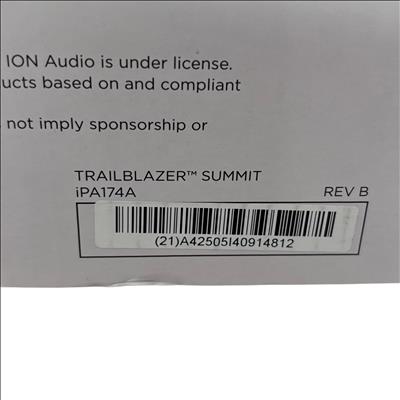 ION Audio is under license.
ucts based on and compliant
not imply sponsorship or
TRAILBLAZER™ SUMMIT
iPA174A REV B
(21)A42505I40914812